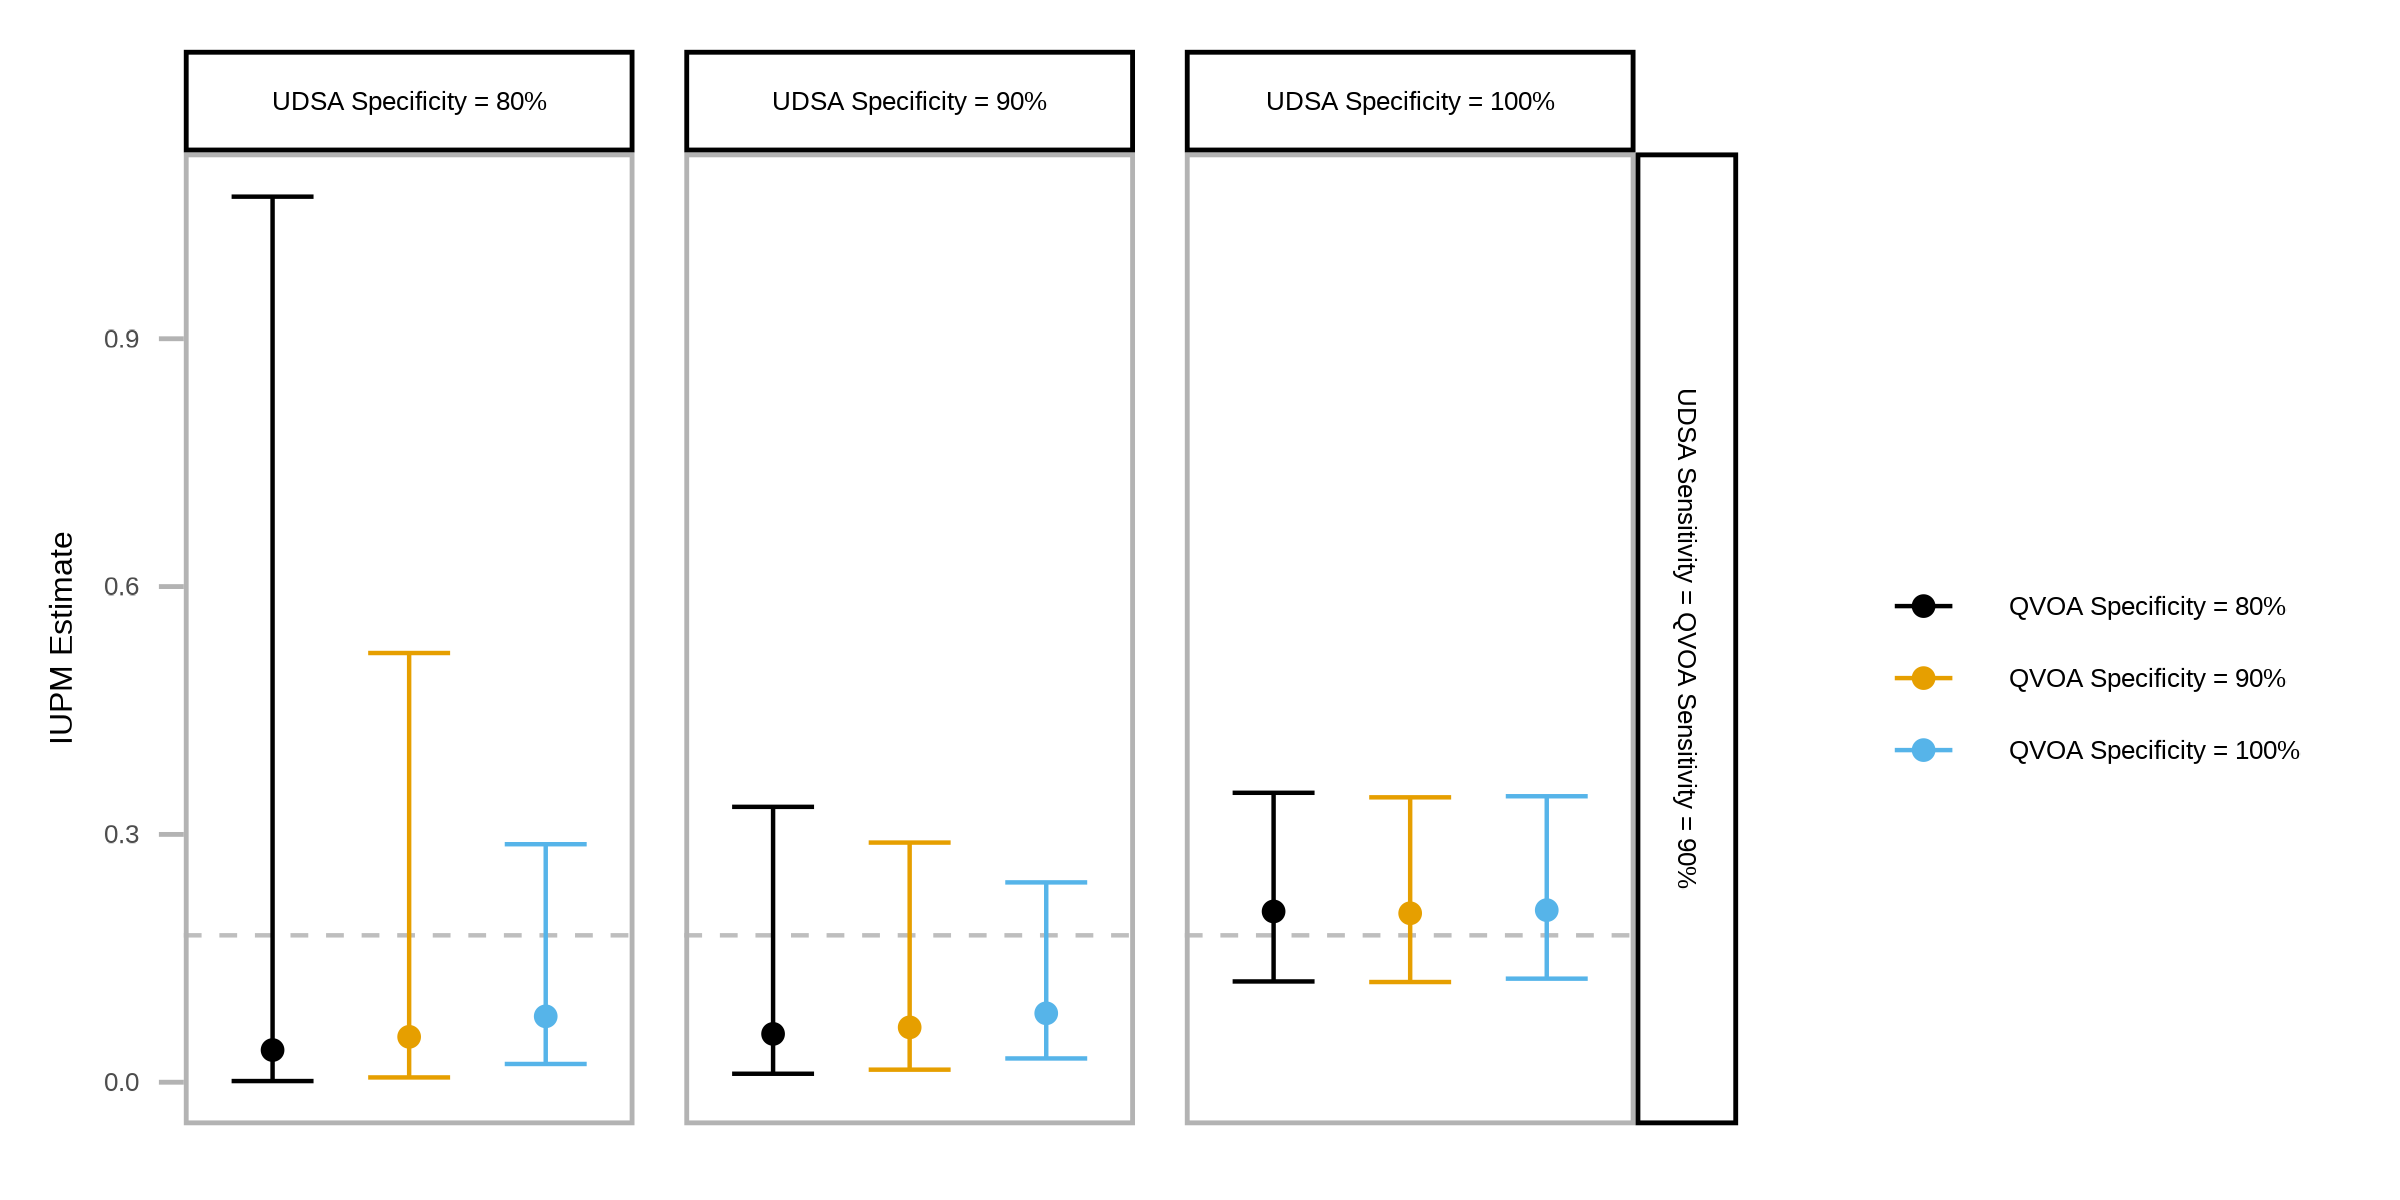 UDSA Specificity = 80%
UDSA Specificity = 90%
UDSA Specificity = 100%
IUPM Estimate
0.9
0.6
0.3
0.0
UDSA Sensitivity = QVOA Sensitivity = 90%
QVOA Specificity = 80%
QVOA Specificity = 90%
QVOA Specificity = 100%